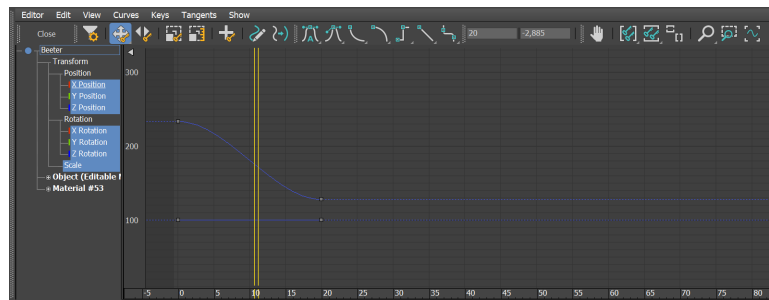 Editor Edit View Curves Keys Tangents Show
Close 20 -2,885
Beeter
Transform
Position
X Position
Y Position
Z Position
Rotation
X Rotation
Y Rotation
Z Rotation
Scale
Object (Editable
Material #53
300
200
100
-5 0 5 10 15 20 25 30 35 40 45 50 55 60 65 70 75 80